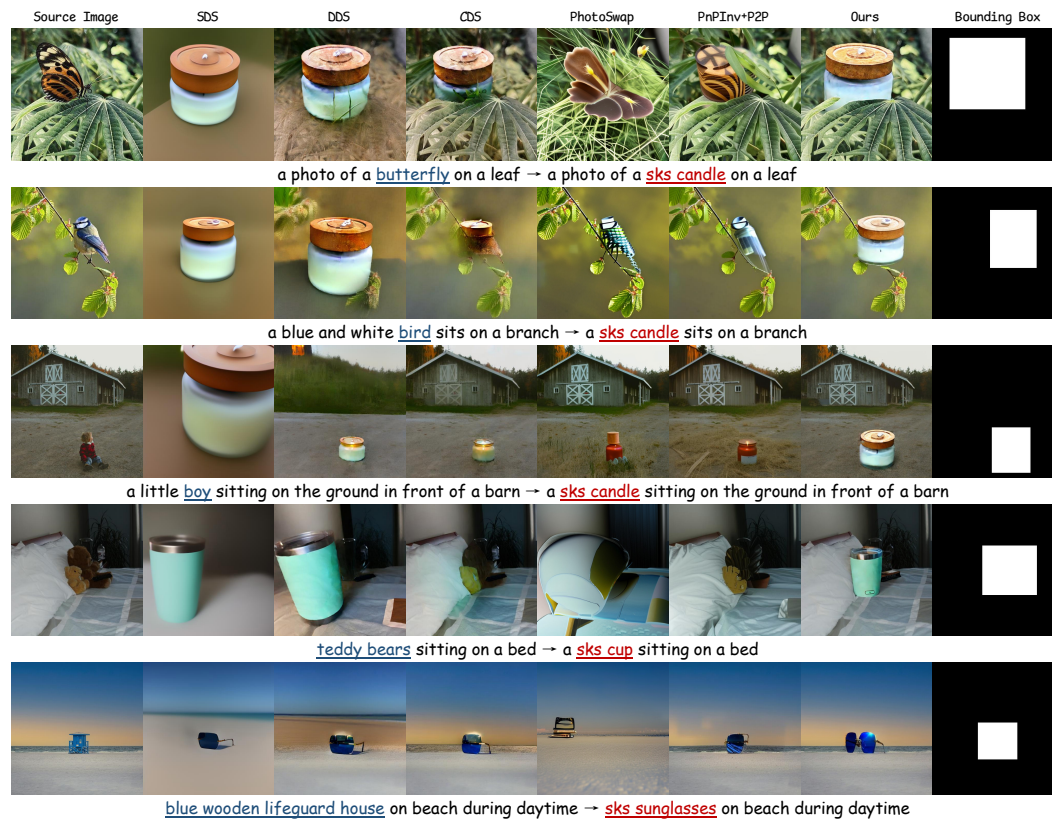 Source Image SDS DDS CDS PhotoSwap PnPInv+P2P Ours Bounding Box
a photo of a butterfly on a leaf → a photo of a sks candle on a leaf
a blue and white bird sits on a branch → a sks candle sits on a branch
a little boy sitting on the ground in front of a barn → a sks candle sitting on the ground in front of a barn
teddy bears sitting on a bed → a sks cup sitting on a bed
blue wooden lifeguard house on beach during daytime → sks sunglasses on beach during daytime